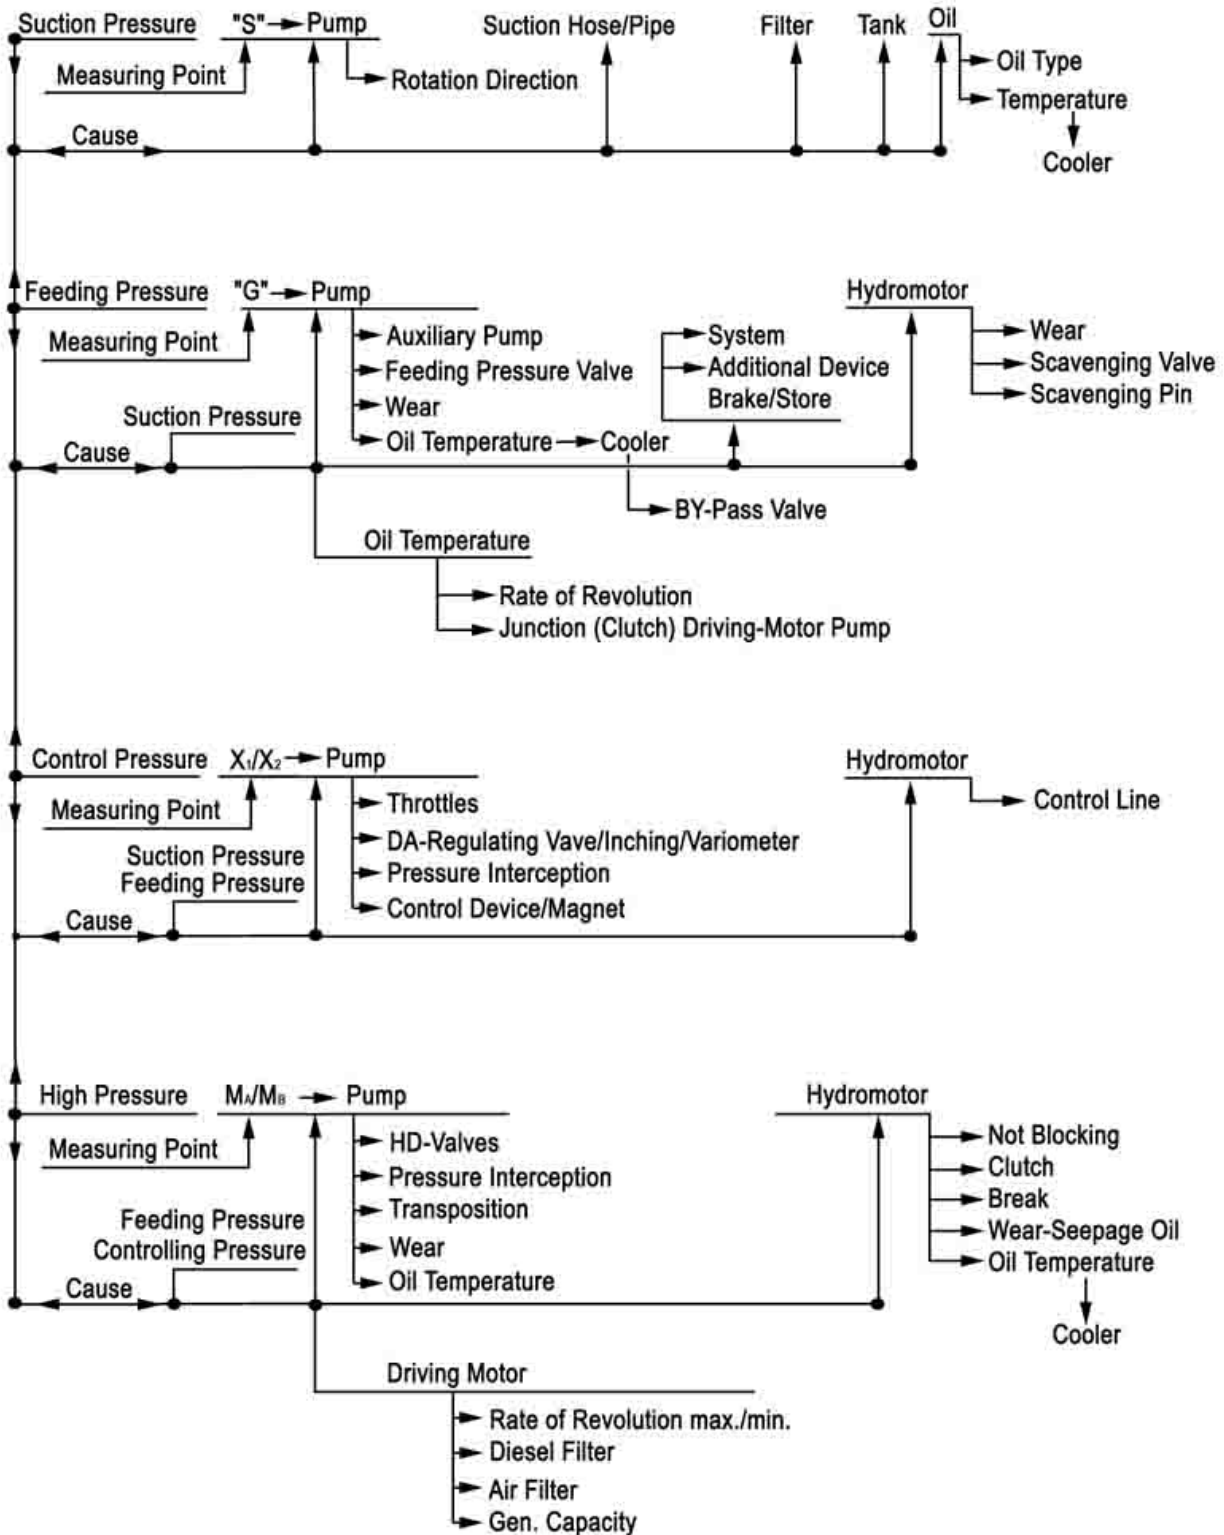 Suction Pressure "S" Pump Suction Hose/Pipe Filter Tank Oil
Measuring Point Rotation Direction Oil Type
Temperature
Cause
Cooler
Feeding Pressure "G" Pump Hydromotor
Measuring Point Auxiliary Pump System Wear
Feeding Pressure Valve Additional Device Scavenging Valve
Wear Brake/Store Scavenging Pin
Suction Pressure
Oil Temperature Cooler
Cause
BY-Pass Valve
Oil Temperature
Rate of Revolution
Junction (Clutch) Driving-Motor Pump
Control Pressure X₁/X₂ Pump Hydromotor
Measuring Point Throttles Control Line
DA-Regulating Vave/Inching/Variometer
Suction Pressure
Pressure Interception
Feeding Pressure
Control Device/Magnet
Cause
High Pressure MA/MB Pump Hydromotor
Measuring Point HD-Valves Not Blocking
Pressure Interception Clutch
Transposition Break
Feeding Pressure Wear-Seepage Oil
Controlling Pressure Wear
Oil Temperature Oil Temperature
Cause
Cooler
Driving Motor
Rate of Revolution max./min.
Diesel Filter
Air Filter
Gen. Capacity